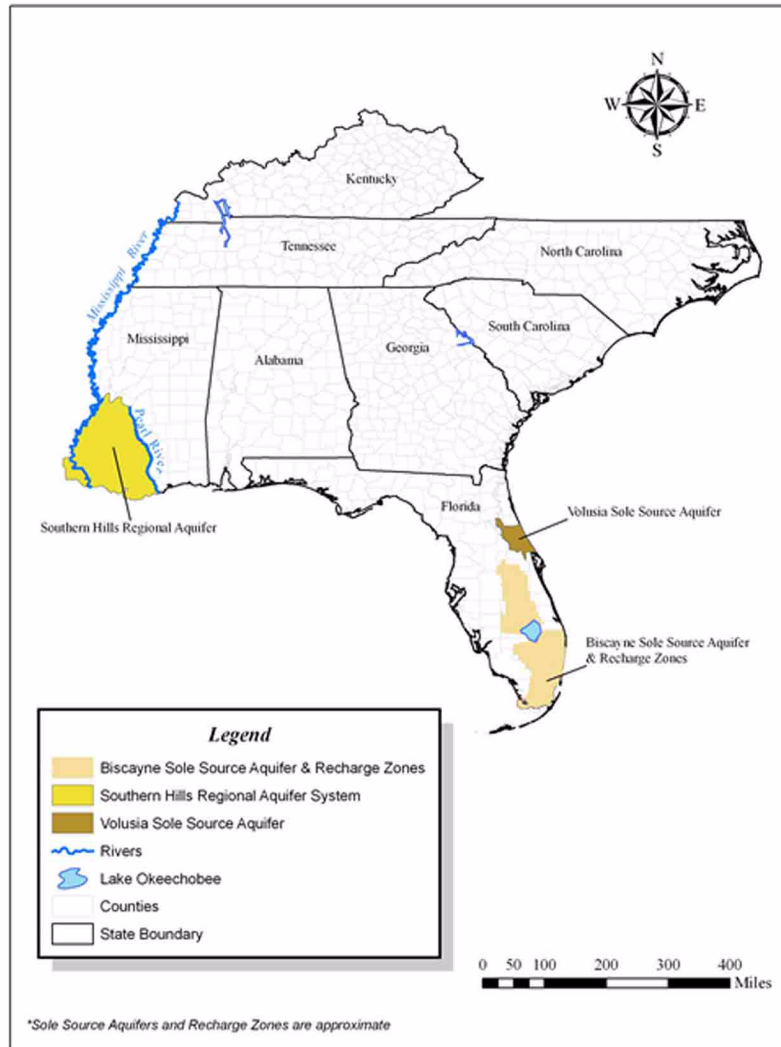 N
W
E
S
Kentucky
Tennessee
North Carolina
Mississippi River
South Carolina
Mississippi
Alabama
Georgia
Pearl River
Southern Hills Regional Aquifer
Florida
Volusia Sole Source Aquifer
Biscayne Sole Source Aquifer
& Recharge Zones
Legend
Biscayne Sole Source Aquifer & Recharge Zones
Southern Hills Regional Aquifer System
Volusia Sole Source Aquifer
Rivers
Lake Okeechobee
Counties
State Boundary
0 50 100 200 300 400
Miles
*Sole Source Aquifers and Recharge Zones are approximate